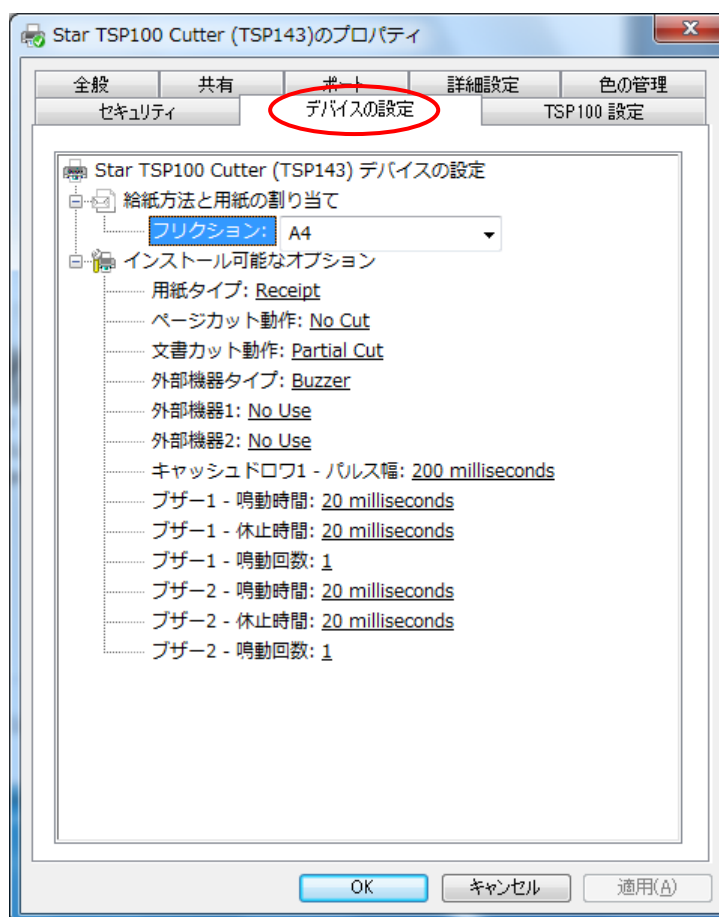 Star TSP100 Cutter (TSP143)のプロパティ
全般 共有 ポート 詳細設定 色の管理
セキュリティ デバイスの設定 TSP100 設定
Star TSP100 Cutter (TSP143) デバイスの設定
給紙方法と用紙の割り当て
フリクション: A4
インストール可能なオプション
用紙タイプ: Receipt
ページカット動作: No Cut
文書カット動作: Partial Cut
外部機器タイプ: Buzzer
外部機器1: No Use
外部機器2: No Use
キャッシュドロワ1 - パルス幅: 200 milliseconds
ブザー1 - 鳴動時間: 20 milliseconds
ブザー1 - 休止時間: 20 milliseconds
ブザー1 - 鳴動回数: 1
ブザー2 - 鳴動時間: 20 milliseconds
ブザー2 - 休止時間: 20 milliseconds
ブザー2 - 鳴動回数: 1
OK キャンセル 適用(A)